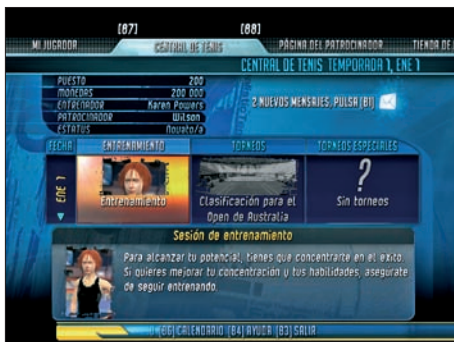 [B7] [B8]
MI JUGADOR CENTRAL DE TENIS PÁGINA DEL PATROCINADOR TIENDA DE
CENTRAL DE TENIS TEMPORADA 1, ENE 1
PUESTO 200
MONEDAS 200 000
ENTRENADOR Karen Powers
PATROCINADOR Wilson
ESTATUS Novato/a
2 NUEVOS MENSAJES, PULSA [B1]
FECHA ENTRENAMIENTO TORNEOS TORNEOS ESPECIALES
ENE 1
?
Entrenamiento Clasificación para el Sin torneos
Open de Australia
Sesión de entrenamiento
Para alcanzar tu potencial, tienes que concentrarte en el éxito.
Si quieres mejorar tu concentración y tus habilidades, asegúrate
de seguir entrenando.
[B6] CALENDARIO [B4] AYUDA [B3] SALIR